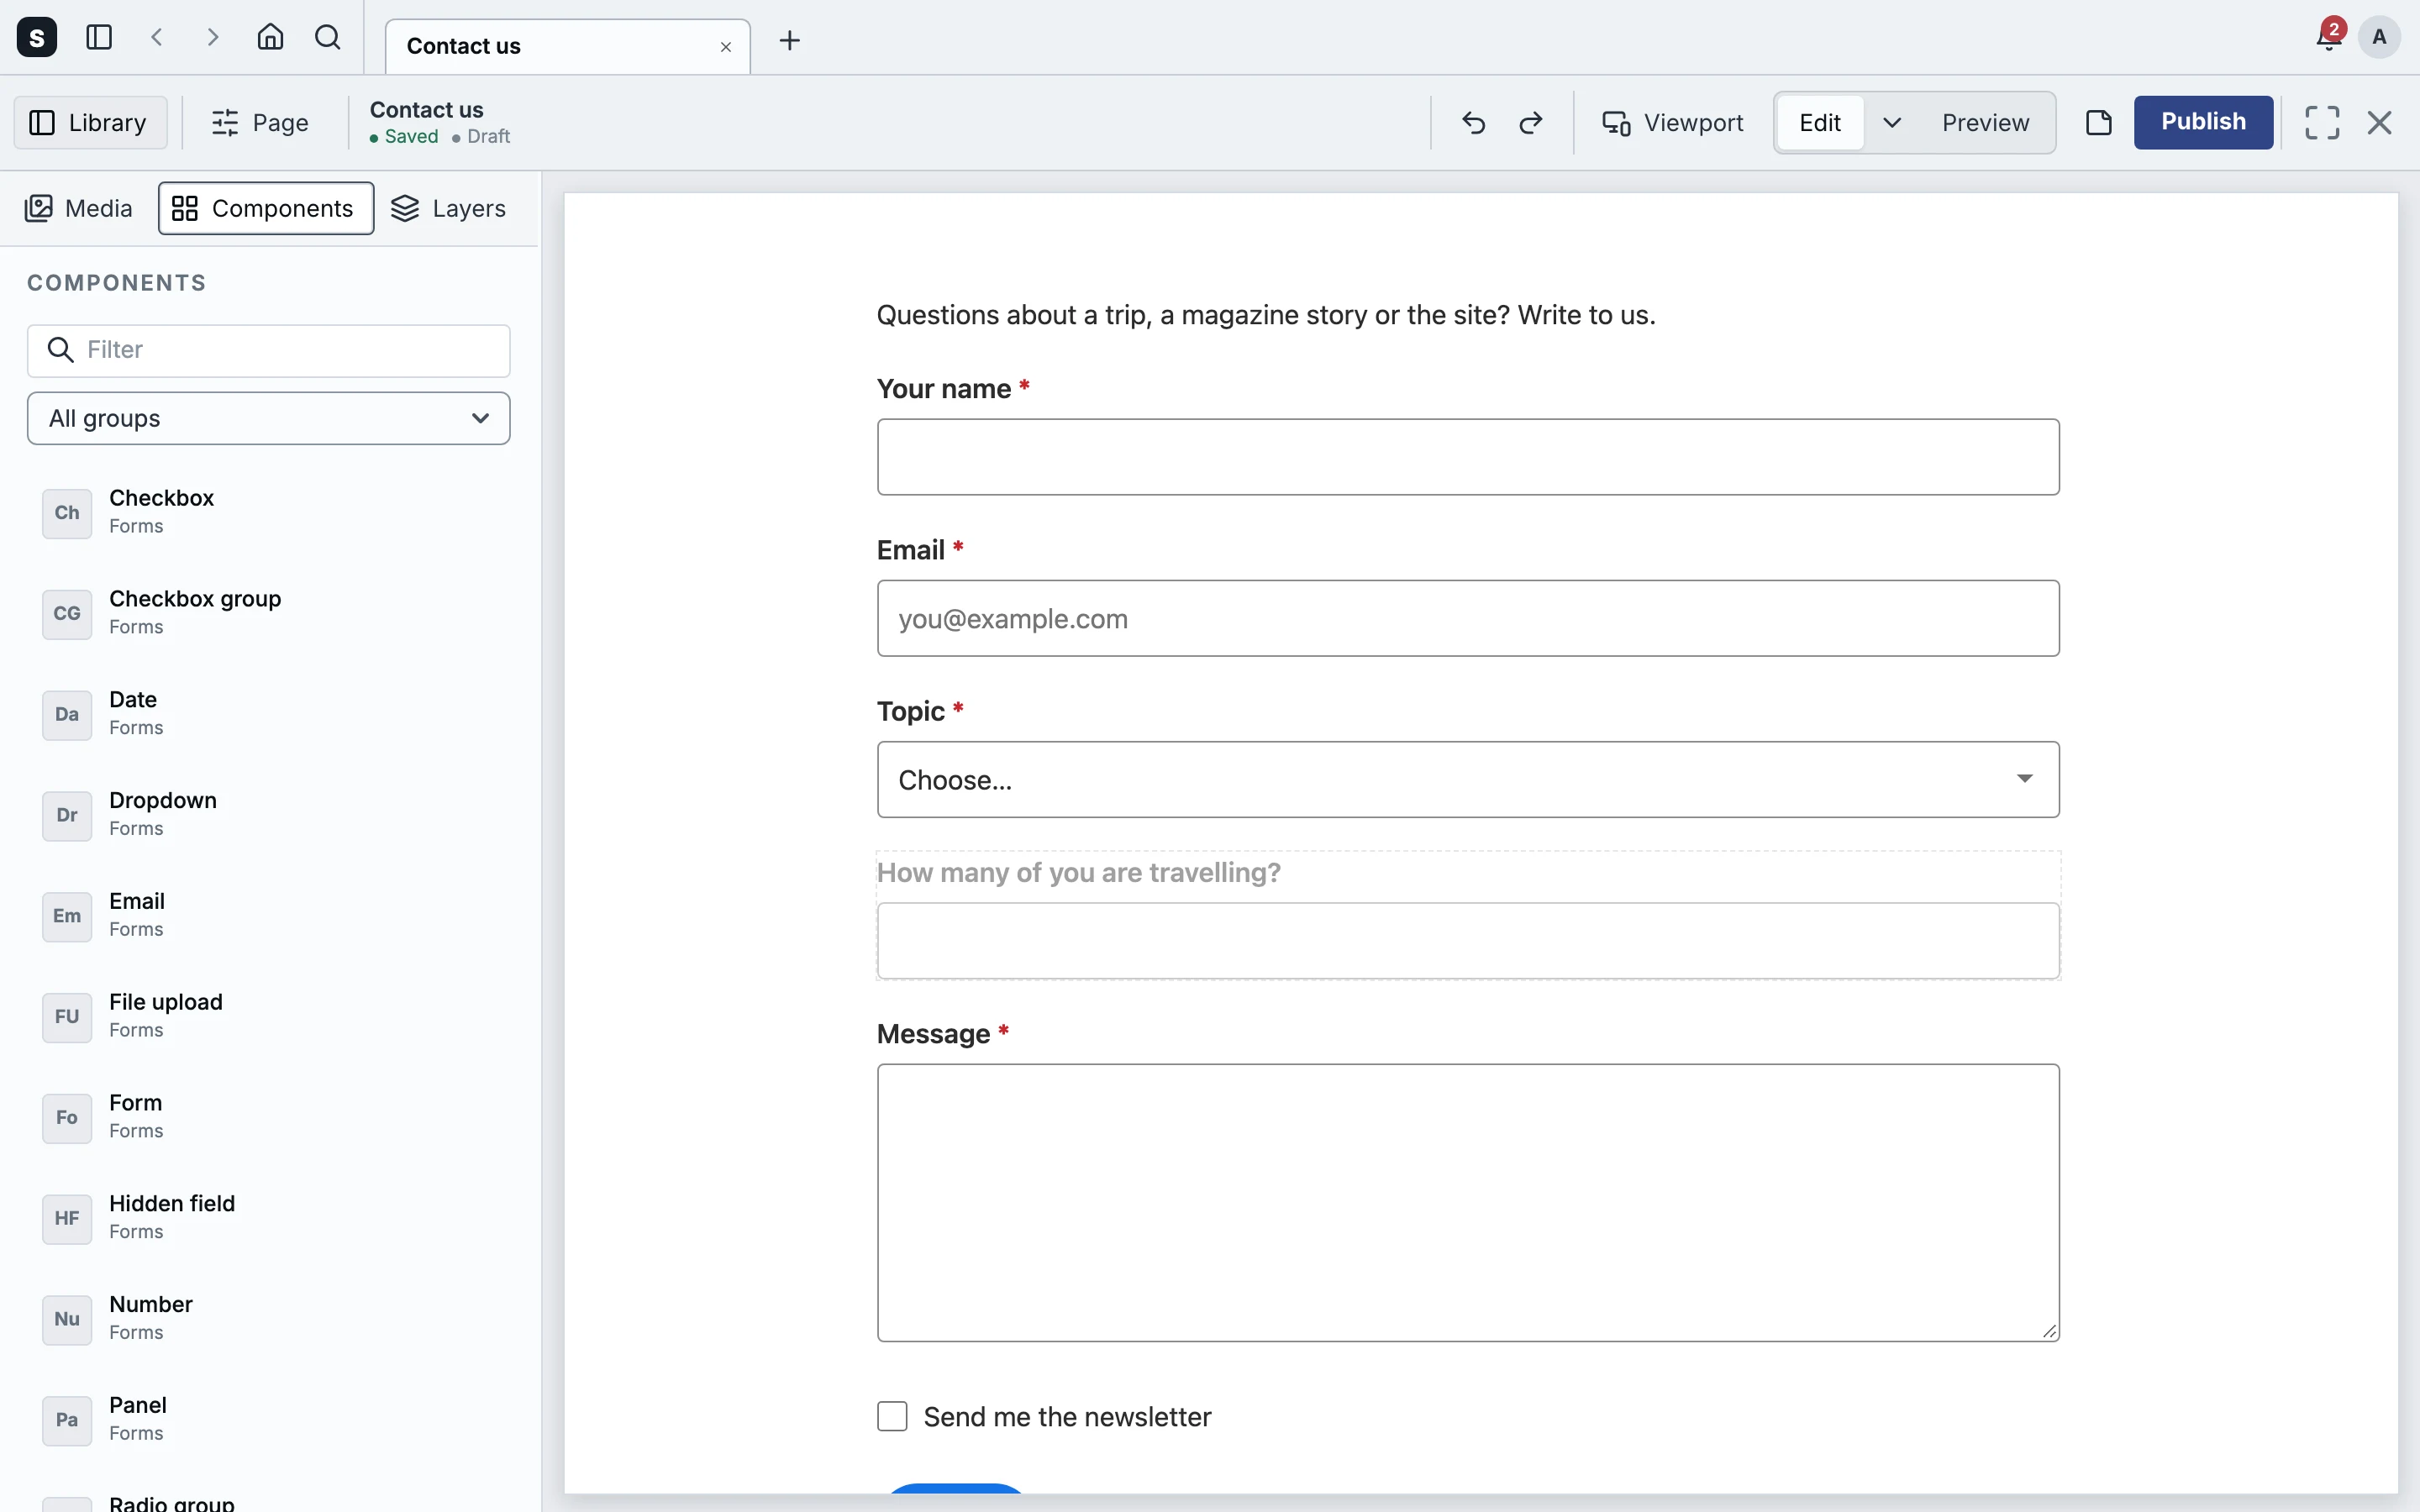 S
Contact us
2
A
Library
Page
Contact us
Saved
Draft
Viewport
Edit
Preview
Publish
Media
Components
Layers
COMPONENTS
Filter
All groups
Ch
Checkbox
Forms
CG
Checkbox group
Forms
Da
Date
Forms
Dr
Dropdown
Forms
Em
Email
Forms
FU
File upload
Forms
Fo
Form
Forms
HF
Hidden field
Forms
Nu
Number
Forms
Pa
Panel
Forms
Radio group
Questions about a trip, a magazine story or the site? Write to us.
Your name *
Email *
you@example.com
Topic *
Choose...
How many of you are travelling?
Message *
Send me the newsletter